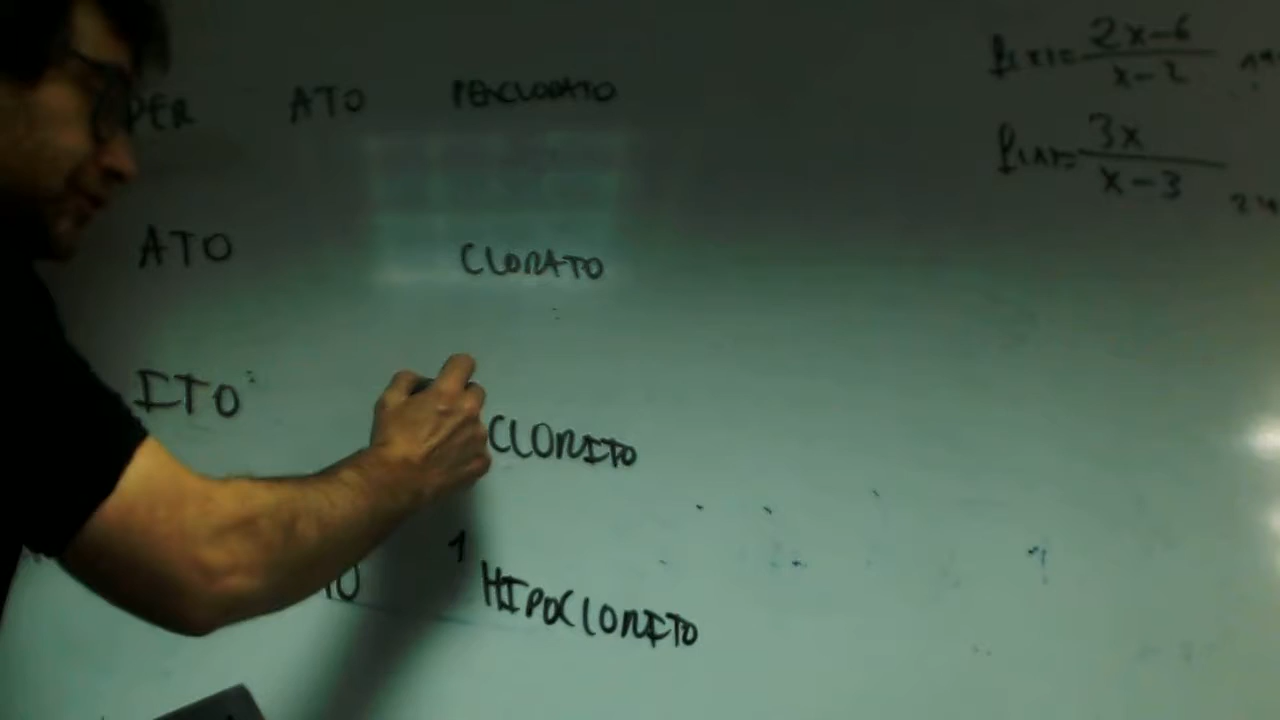 PER ATO PERCLORATO
ATO CLORATO
ITO CLORITO
1 HIPOCLORITO
f(x)= 2x-6
x-2
f(x)= 3x
x-3